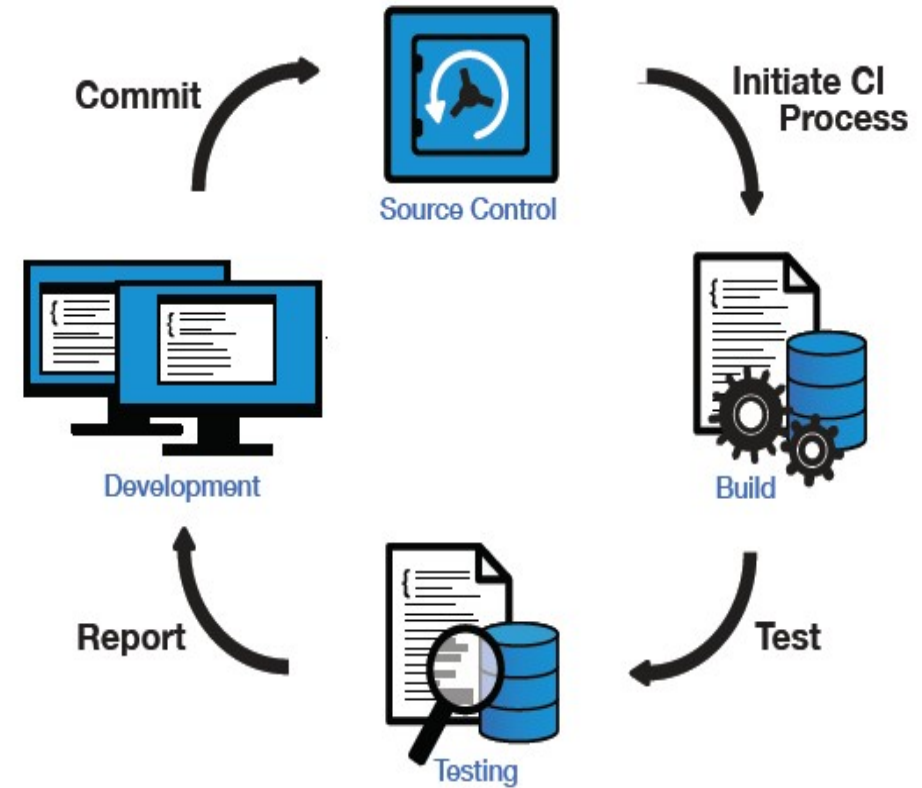 Commit
Initiate CI
Process
Source Control
Development
Build
Report
Test
Testing